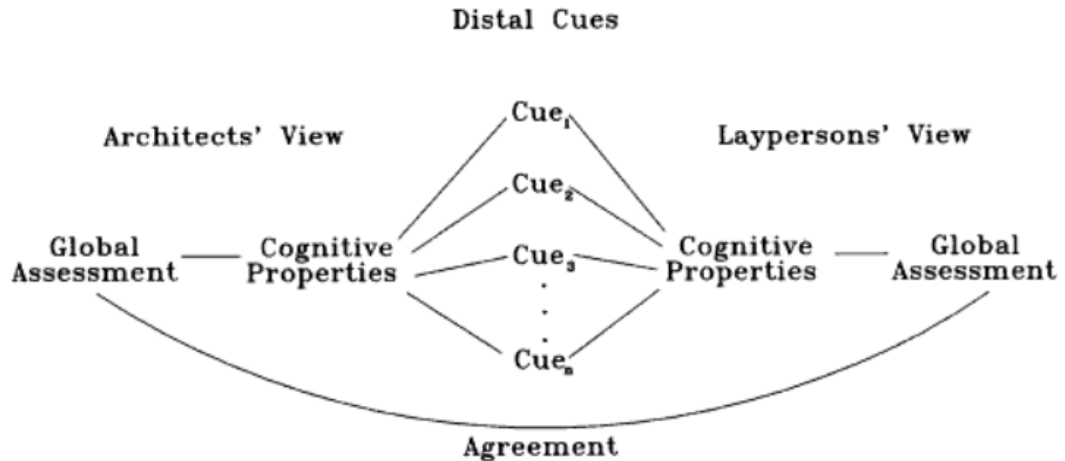 Distal Cues
Architects' View
Laypersons' View
Cue₁
Cue₂
Cue₃
Cueₙ
Global
Assessment
Cognitive
Properties
Cognitive
Properties
Global
Assessment
Agreement